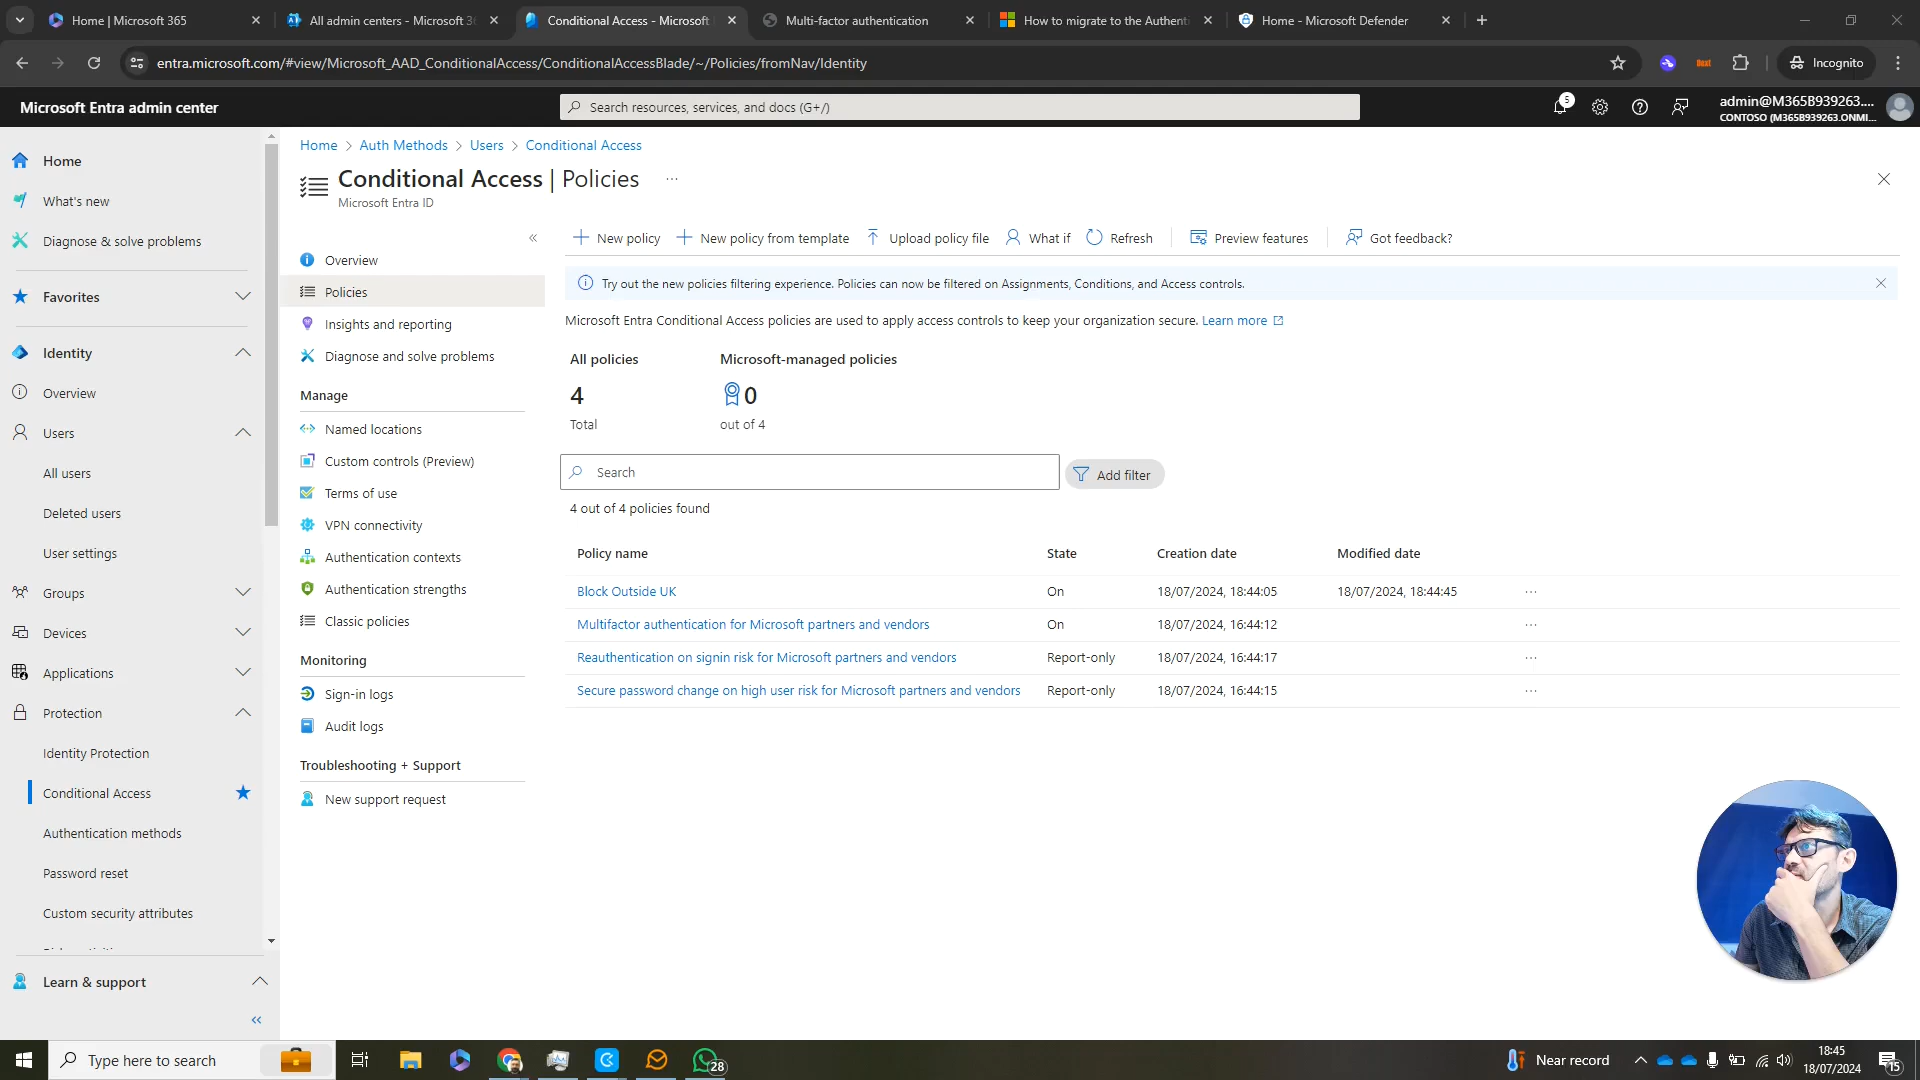 Home | Microsoft 365
All admin centers - Microsoft 36
Conditional Access - Microsoft
Multi-factor authentication
How to migrate to the Authenti
Home - Microsoft Defender
entra.microsoft.com/#view/Microsoft_AAD_ConditionalAccess/ConditionalAccessBlade/~/Policies/fromNav/Identity
Incognito
Microsoft Entra admin center
Search resources, services, and docs (G+/)
5
admin@M365B939263....
CONTOSO (M365B939263.ONMI...
Home
What's new
Diagnose & solve problems
Favorites
Identity
Overview
Users
All users
Deleted users
User settings
Groups
Devices
Applications
Protection
Identity Protection
Conditional Access
Authentication methods
Password reset
Custom security attributes
Learn & support
Home > Auth Methods > Users > Conditional Access
Conditional Access | Policies ...
Microsoft Entra ID
Overview
Policies
Insights and reporting
Diagnose and solve problems
Manage
Named locations
Custom controls (Preview)
Terms of use
VPN connectivity
Authentication contexts
Authentication strengths
Classic policies
Monitoring
Sign-in logs
Audit logs
Troubleshooting + Support
New support request
New policy New policy from template Upload policy file What if Refresh Preview features Got feedback?
Try out the new policies filtering experience. Policies can now be filtered on Assignments, Conditions, and Access controls.
Microsoft Entra Conditional Access policies are used to apply access controls to keep your organization secure. Learn more
All policies Microsoft-managed policies
4 0
Total out of 4
Search
Add filter
4 out of 4 policies found
Policy name State Creation date Modified date
Block Outside UK On 18/07/2024, 18:44:05 18/07/2024, 18:44:45 ...
Multifactor authentication for Microsoft partners and vendors On 18/07/2024, 16:44:12 ...
Reauthentication on signin risk for Microsoft partners and vendors Report-only 18/07/2024, 16:44:17 ...
Secure password change on high user risk for Microsoft partners and vendors Report-only 18/07/2024, 16:44:15 ...
Type here to search
28
Near record
18:45
18/07/2024
15